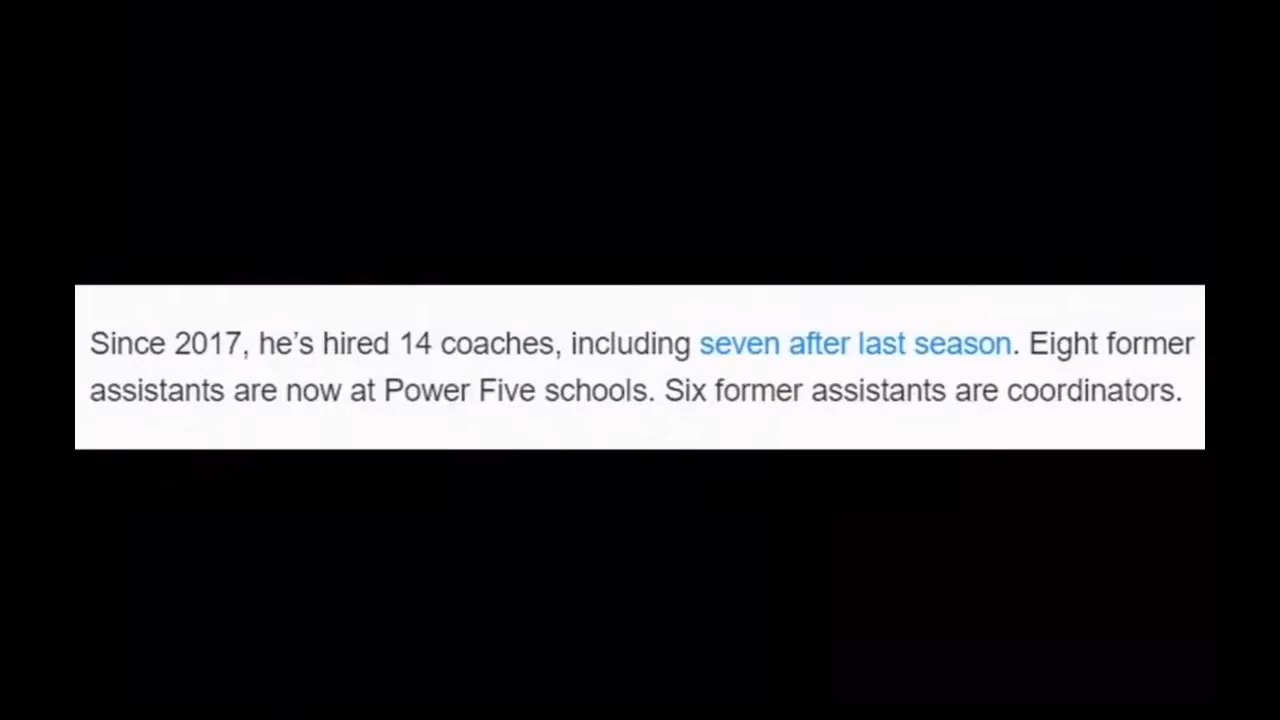 Since 2017, he’s hired 14 coaches, including seven after last season. Eight former
assistants are now at Power Five schools. Six former assistants are coordinators.